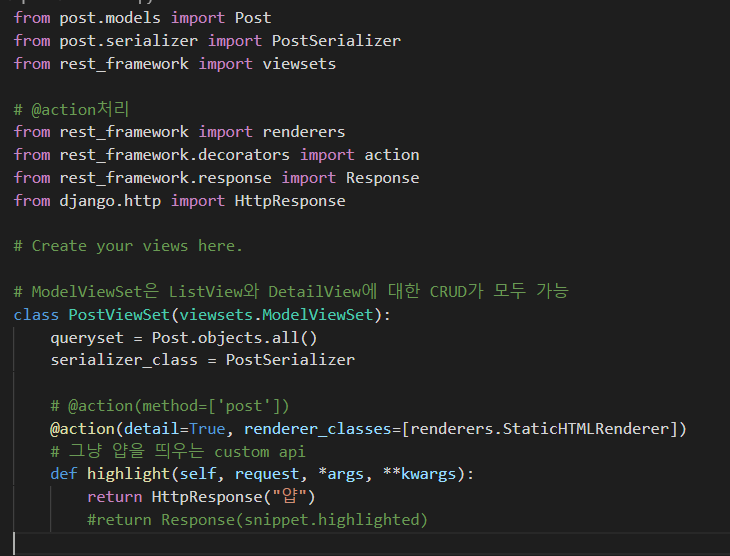 from post.models import Post
from post.serializer import PostSerializer
from rest_framework import viewsets
# @action처리
from rest_framework import renderers
from rest_framework.decorators import action
from rest_framework.response import Response
from django.http import HttpResponse
# Create your views here.
# ModelViewSet은 ListView와 DetailView에 대한 CRUD가 모두 가능
class PostViewSet(viewsets.ModelViewSet):
queryset = Post.objects.all()
serializer_class = PostSerializer
# @action(method=['post'])
@action(detail=True, renderer_classes=[renderers.StaticHTMLRenderer])
# 그냥 얍을 띄우는 custom api
def highlight(self, request, *args, **kwargs):
return HttpResponse("얍")
#return Response(snippet.highlighted)